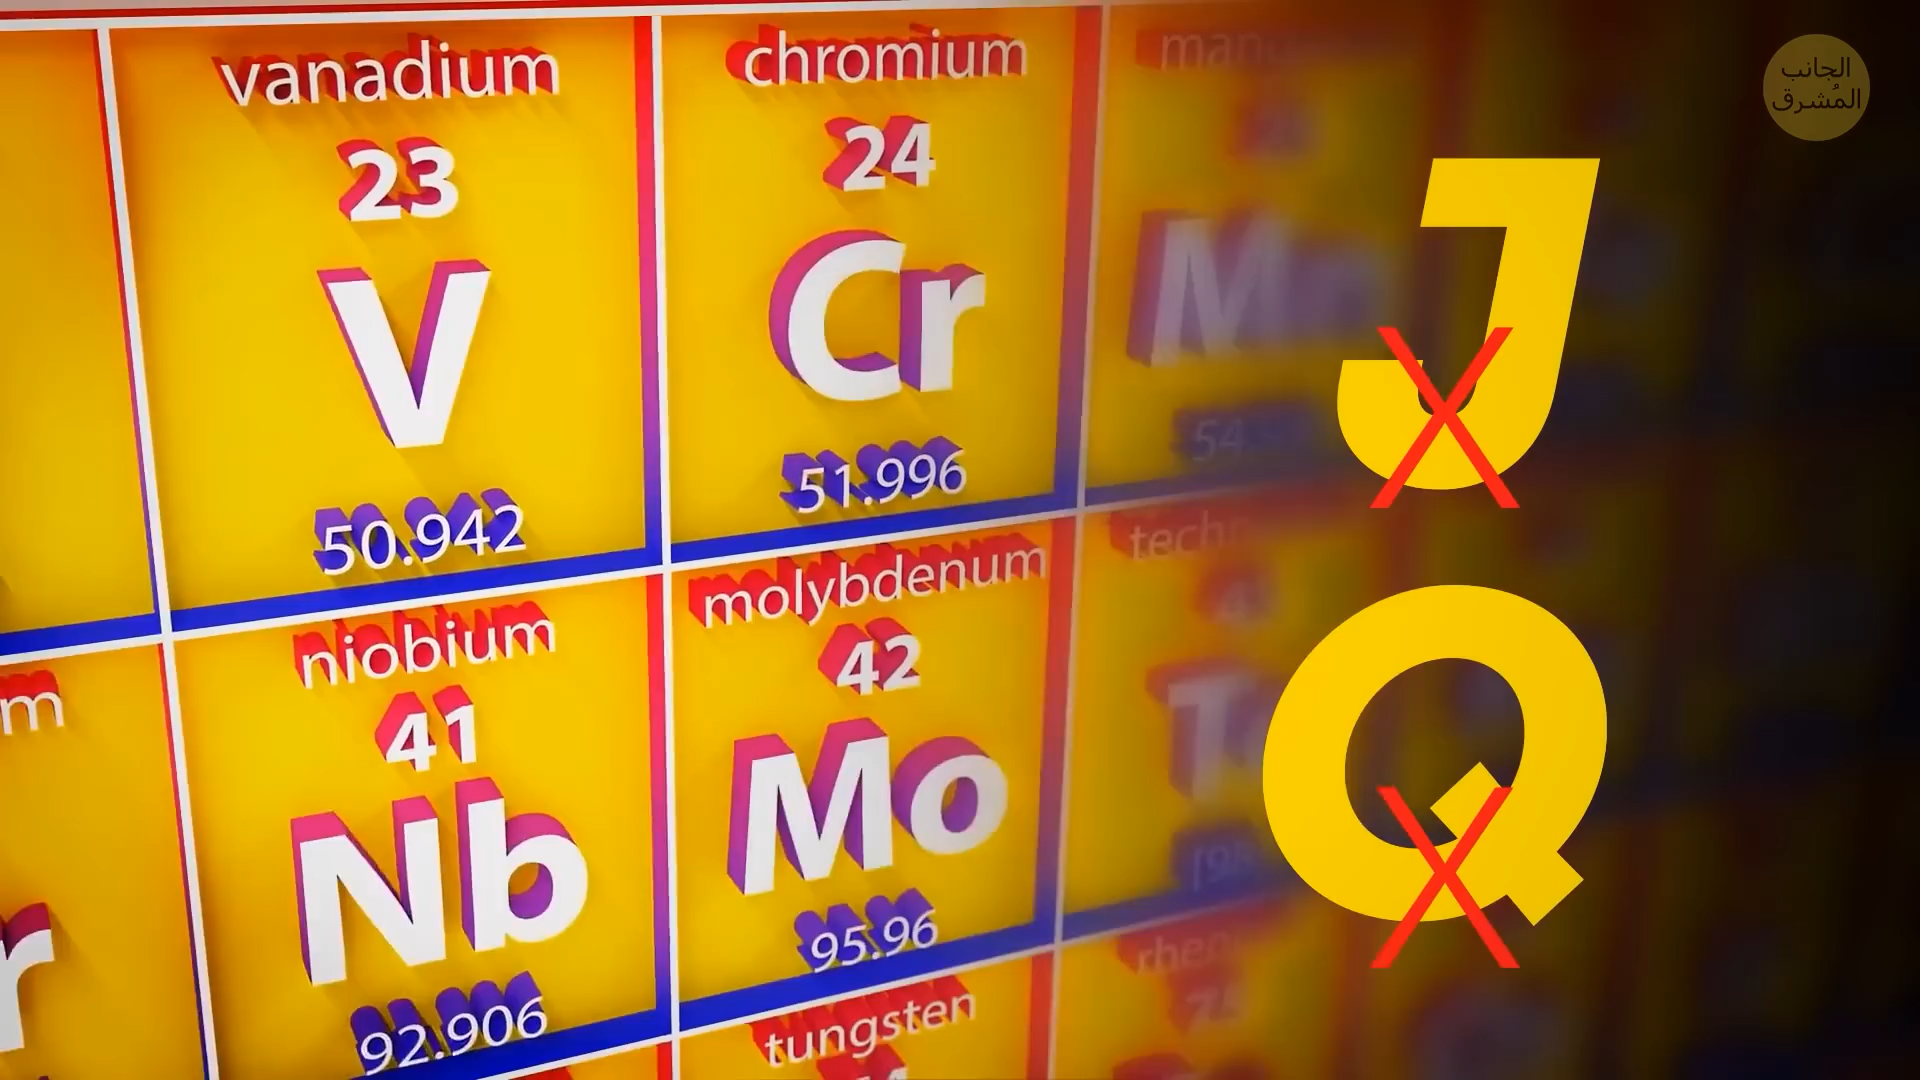 vanadium
23
V
50.942
chromium
24
Cr
51.996
niobium
41
Nb
92.906
molybdenum
42
Mo
95.96
tungsten
J
Q
الجانب
المُشرق